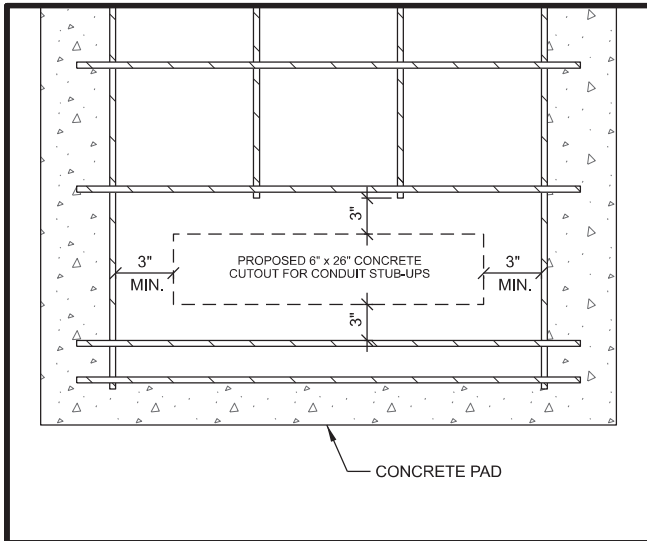 3"
PROPOSED 6" x 26" CONCRETE
CUTOUT FOR CONDUIT STUB-UPS
3"
MIN.
3"
MIN.
3"
CONCRETE PAD